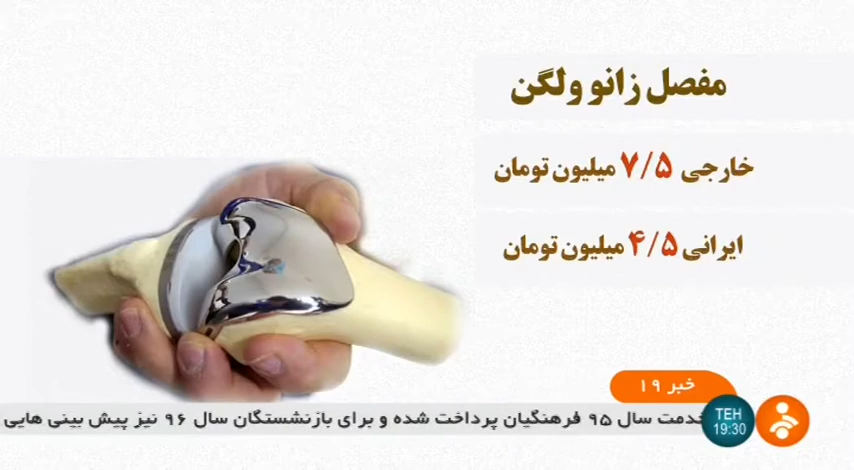 مفصل زانو و لگن
خارجی ۷/۵ میلیون تومان
ایرانی ۴/۵ میلیون تومان
خبر ۱۹
TEH
19:30
خدمت سال ۹۵ فرهنگیان پرداخت شده و برای بازنشستگان سال ۹۶ نیز پیش بینی هایی